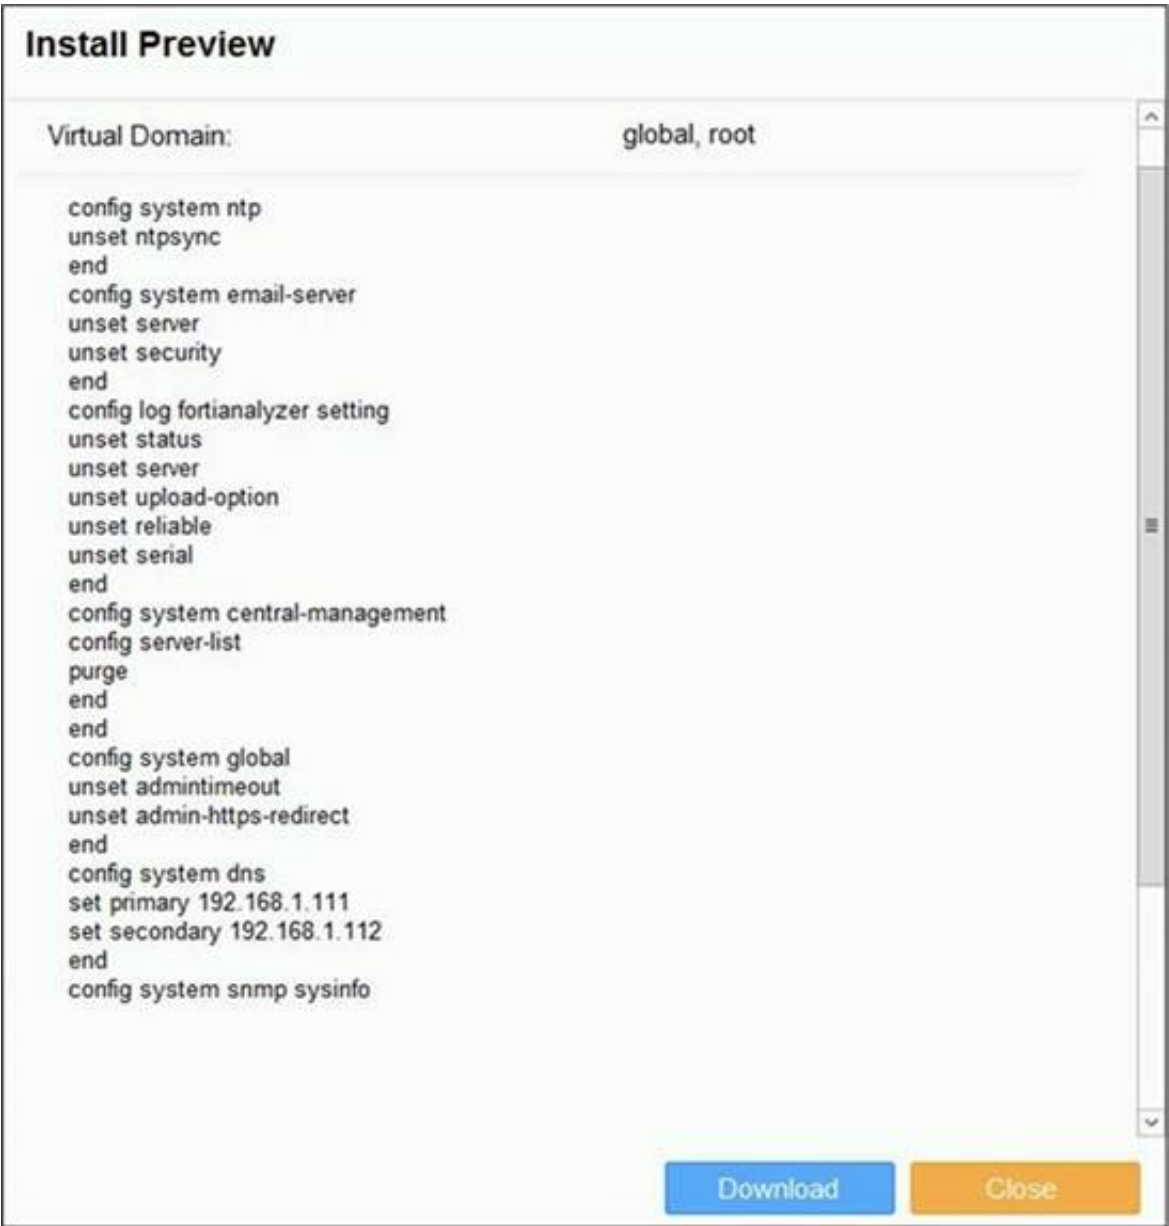 Install Preview
Virtual Domain: global, root
config system ntp
unset ntpsync
end
config system email-server
unset server
unset security
end
config log fortianalyzer setting
unset status
unset server
unset upload-option
unset reliable
unset serial
end
config system central-management
config server-list
purge
end
end
config system global
unset admintimeout
unset admin-https-redirect
end
config system dns
set primary 192.168.1.111
set secondary 192.168.1.112
end
config system snmp sysinfo
Download Close